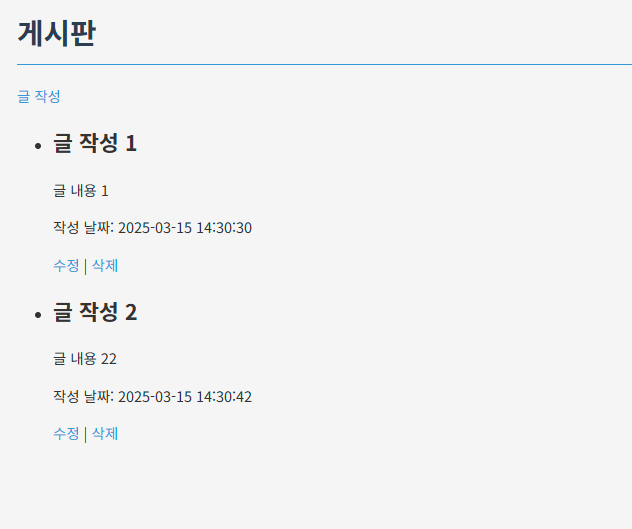 게시판
글 작성
글 작성 1
글 내용 1
작성 날짜: 2025-03-15 14:30:30
수정 | 삭제
글 작성 2
글 내용 22
작성 날짜: 2025-03-15 14:30:42
수정 | 삭제